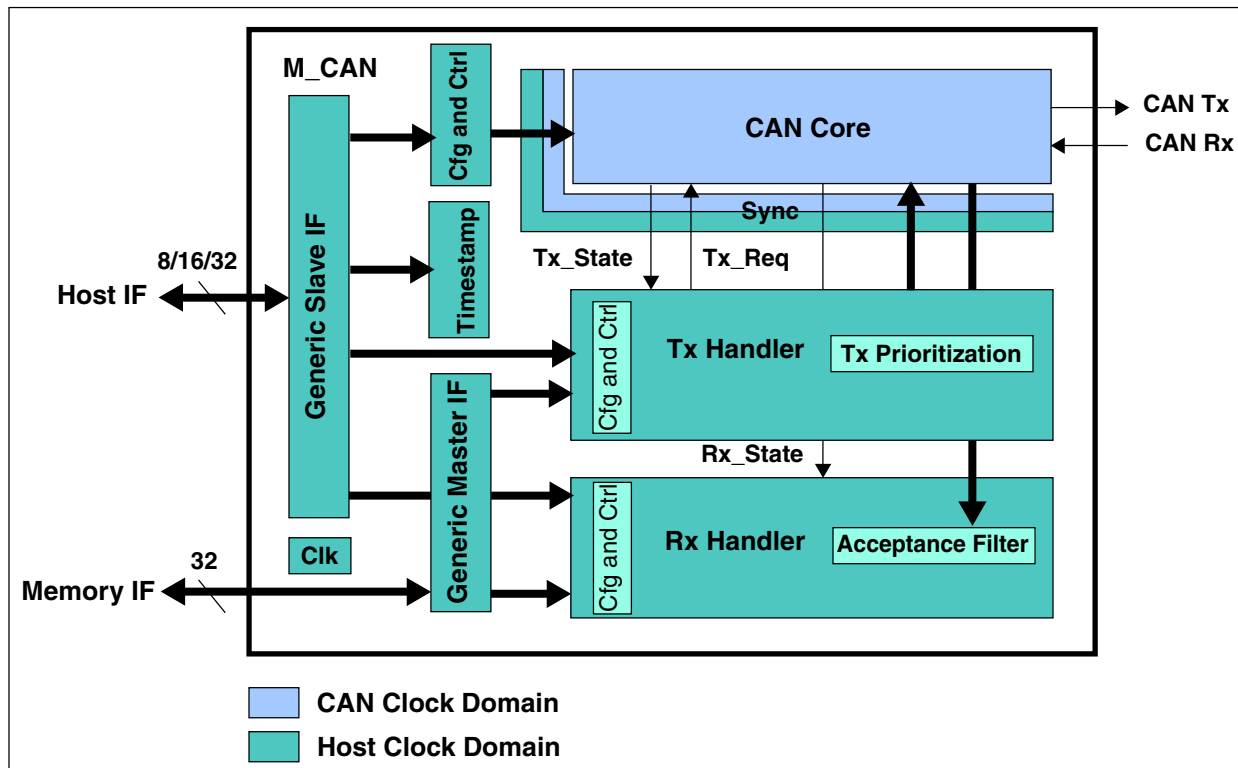 M_CAN
Cfg and Ctrl
CAN Core
CAN Tx
CAN Rx
Sync
Timestamp
Tx_State
Tx_Req
8/16/32
Host IF
Generic Slave IF
Cfg and Ctrl
Tx Handler
Tx Prioritization
Generic Master IF
Rx_State
Cfg and Ctrl
Rx Handler
Acceptance Filter
Clk
32
Memory IF
CAN Clock Domain
Host Clock Domain